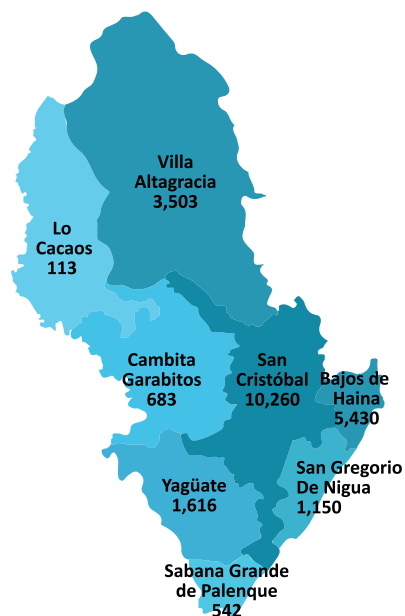 Villa
Altagracia
3,503
Lo
Cacaos
113
Cambita
Garabitos
683
San
Cristóbal
10,260
Bajos de
Haina
5,430
San Gregorio
De Nigua
1,150
Yagüate
1,616
Sabana Grande
de Palenque
542